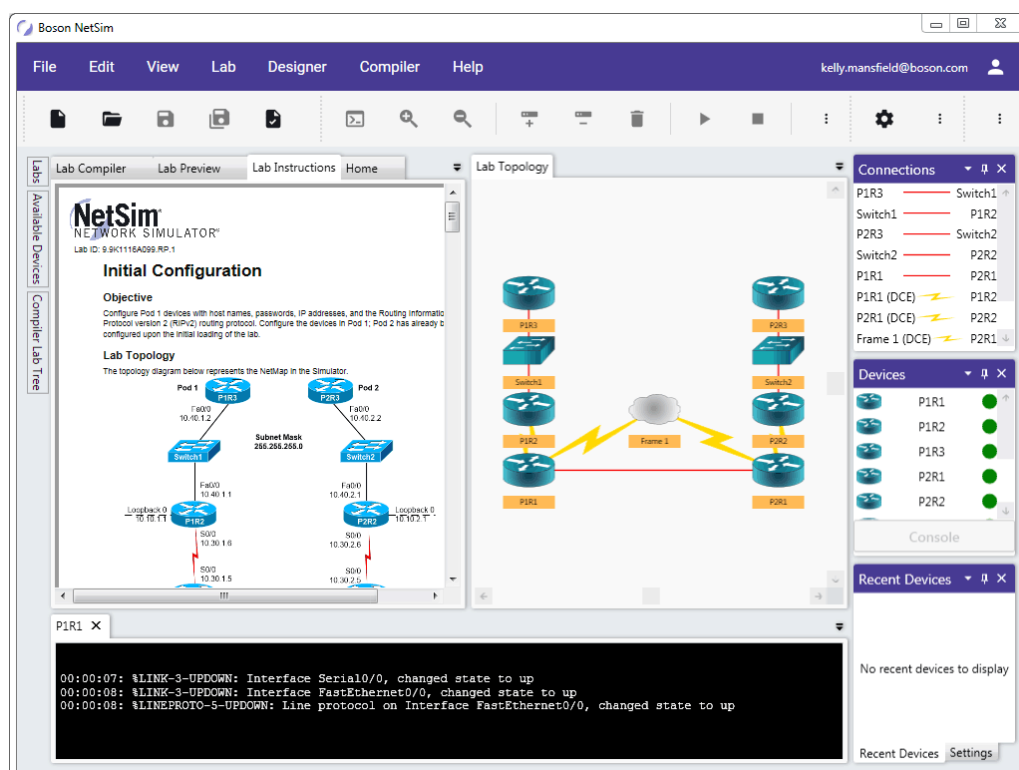 Boson NetSim
File Edit View Lab Designer Compiler Help kelly.mansfield@boson.com
Labs
Available Devices
Compiler Lab Tree
Lab Compiler Lab Preview Lab Instructions Home
NetSim
NETWORK SIMULATOR
Lab ID: 9.9K1116A099.RP.1
Initial Configuration
Objective
Configure Pod 1 devices with host names, passwords, IP addresses, and the Routing Informatio
Protocol version 2 (RIPv2) routing protocol. Configure the devices in Pod 1; Pod 2 has already b
configured upon the initial loading of the lab.
Lab Topology
The topology diagram below represents the NetMap in the Simulator.
Pod 1 Pod 2
P1R3 P2R3
Fa0/0 Fa0/0
10.40.1.2 10.40.2.2
Subnet Mask
255.255.255.0
Switch1 Switch2
Fa0/0 Fa0/0
10.40.1.1 10.40.2.1
Loopback 0 Loopback 0
10.10.1.1 10.10.2.1
P1R2 P2R2
S0/0 S0/0
10.30.1.6 10.30.2.6
S0/0 S0/0
10.30.1.5 10.30.2.5
Lab Topology
P1R3 P2R3
Switch1 Switch2
P1R2 Frame 1 P2R2
P1R1 P2R1
Connections
P1R3 Switch1
Switch1 P1R2
P2R3 Switch2
Switch2 P2R2
P1R1 P2R1
P1R1 (DCE) P1R2
P2R1 (DCE) P2R2
Frame 1 (DCE) P2R1
Devices
P1R1
P1R2
P1R3
P2R1
P2R2
Console
Recent Devices
No recent devices to display
Recent Devices Settings
P1R1
00:00:07: %LINK-3-UPDOWN: Interface Serial0/0, changed state to up
00:00:08: %LINK-3-UPDOWN: Interface FastEthernet0/0, changed state to up
00:00:08: %LINEPROTO-5-UPDOWN: Line protocol on Interface FastEthernet0/0, changed state to up